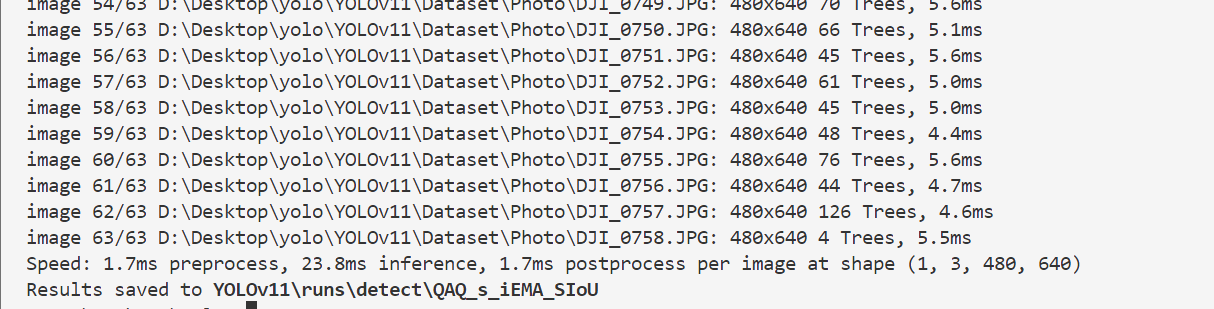 image 54/63 D:\Desktop\yolo\YOLOv11\Dataset\Photo\DJI_0749.JPG: 480x640 70 Trees, 5.6ms
image 55/63 D:\Desktop\yolo\YOLOv11\Dataset\Photo\DJI_0750.JPG: 480x640 66 Trees, 5.1ms
image 56/63 D:\Desktop\yolo\YOLOv11\Dataset\Photo\DJI_0751.JPG: 480x640 45 Trees, 5.6ms
image 57/63 D:\Desktop\yolo\YOLOv11\Dataset\Photo\DJI_0752.JPG: 480x640 61 Trees, 5.0ms
image 58/63 D:\Desktop\yolo\YOLOv11\Dataset\Photo\DJI_0753.JPG: 480x640 45 Trees, 5.0ms
image 59/63 D:\Desktop\yolo\YOLOv11\Dataset\Photo\DJI_0754.JPG: 480x640 48 Trees, 4.4ms
image 60/63 D:\Desktop\yolo\YOLOv11\Dataset\Photo\DJI_0755.JPG: 480x640 76 Trees, 5.6ms
image 61/63 D:\Desktop\yolo\YOLOv11\Dataset\Photo\DJI_0756.JPG: 480x640 44 Trees, 4.7ms
image 62/63 D:\Desktop\yolo\YOLOv11\Dataset\Photo\DJI_0757.JPG: 480x640 126 Trees, 4.6ms
image 63/63 D:\Desktop\yolo\YOLOv11\Dataset\Photo\DJI_0758.JPG: 480x640 4 Trees, 5.5ms
Speed: 1.7ms preprocess, 23.8ms inference, 1.7ms postprocess per image at shape (1, 3, 480, 640)
Results saved to YOLOv11\runs\detect\QAQ_s_iEMA_SIoU